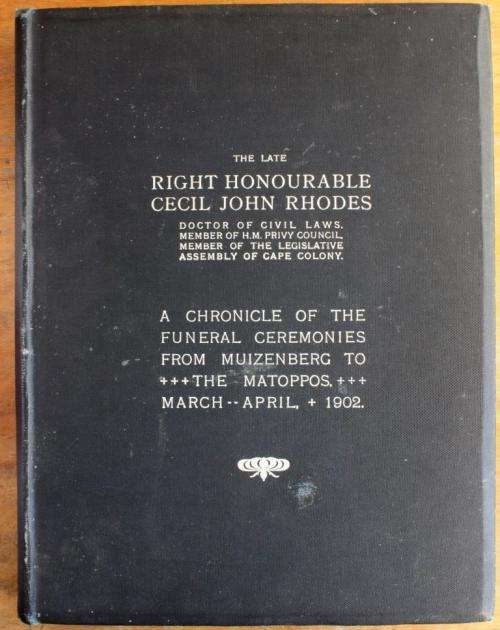 THE LATE
RIGHT HONOURABLE
CECIL JOHN RHODES
DOCTOR OF CIVIL LAWS.
MEMBER OF H.M. PRIVY COUNCIL,
MEMBER OF THE LEGISLATIVE
ASSEMBLY OF CAPE COLONY.
A CHRONICLE OF THE
FUNERAL CEREMONIES
FROM MUIZENBERG TO
+++THE MATOPPOS,+++
MARCH--APRIL, + 1902.